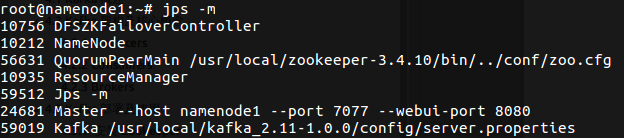 root@namenode1:~# jps -m
10756 DFSZKFailoverController
10212 NameNode
56631 QuorumPeerMain /usr/local/zookeeper-3.4.10/bin/../conf/zoo.cfg
10935 ResourceManager
59512 Jps -m
24681 Master --host namenode1 --port 7077 --webui-port 8080
59019 Kafka /usr/local/kafka_2.11-1.0.0/config/server.properties